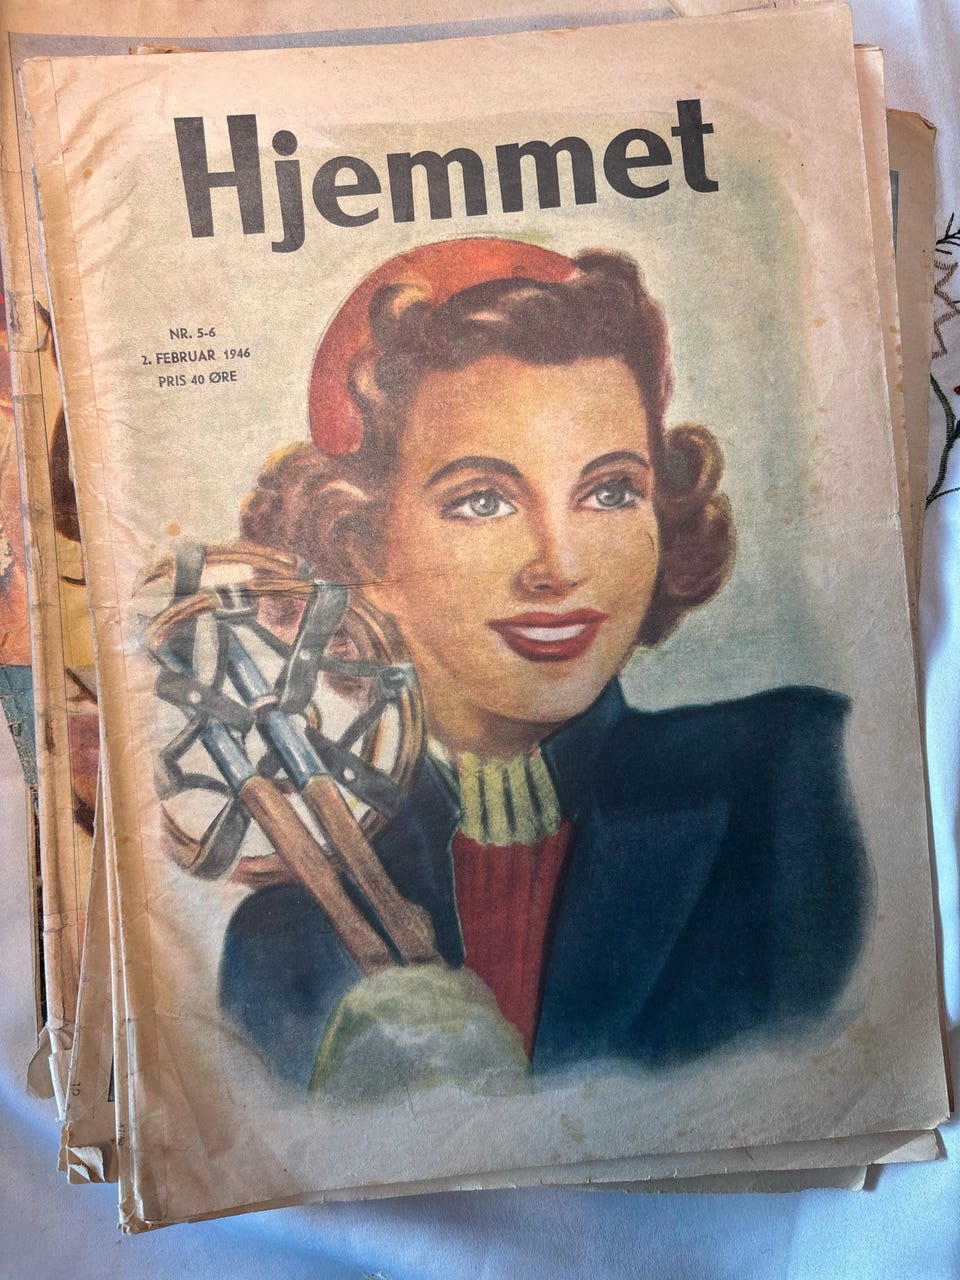 Hjemmet
NR. 5-6
2. FEBRUAR 1946
PRIS 40 ØRE